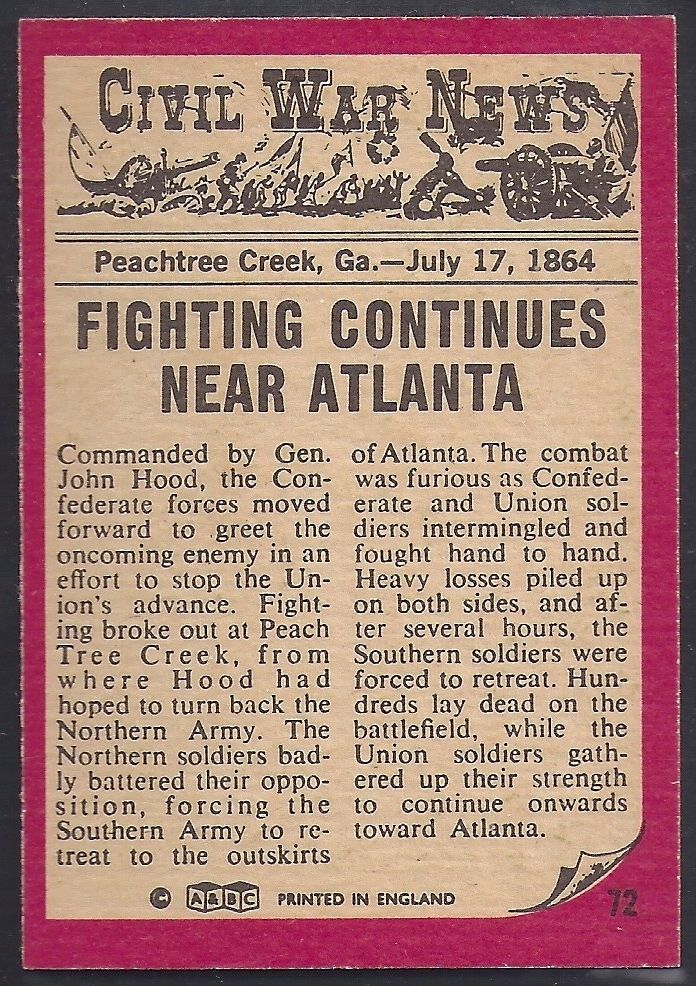 CIVIL WAR NEWS
Peachtree Creek, Ga.—July 17, 1864
FIGHTING CONTINUES
NEAR ATLANTA
Commanded by Gen.
John Hood, the Con-
federate forces moved
forward to greet the
oncoming enemy in an
effort to stop the Un-
ion's advance. Fight-
ing broke out at Peach
Tree Creek, from
where Hood had
hoped to turn back the
Northern Army. The
Northern soldiers bad-
ly battered their oppo-
sition, forcing the
Southern Army to re-
treat to the outskirts
of Atlanta. The combat
was furious as Confed-
erate and Union sol-
diers intermingled and
fought hand to hand.
Heavy losses piled up
on both sides, and af-
ter several hours, the
Southern soldiers were
forced to retreat. Hun-
dreds lay dead on the
battlefield, while the
Union soldiers gath-
ered up their strength
to continue onwards
toward Atlanta.
© A&BC PRINTED IN ENGLAND
72